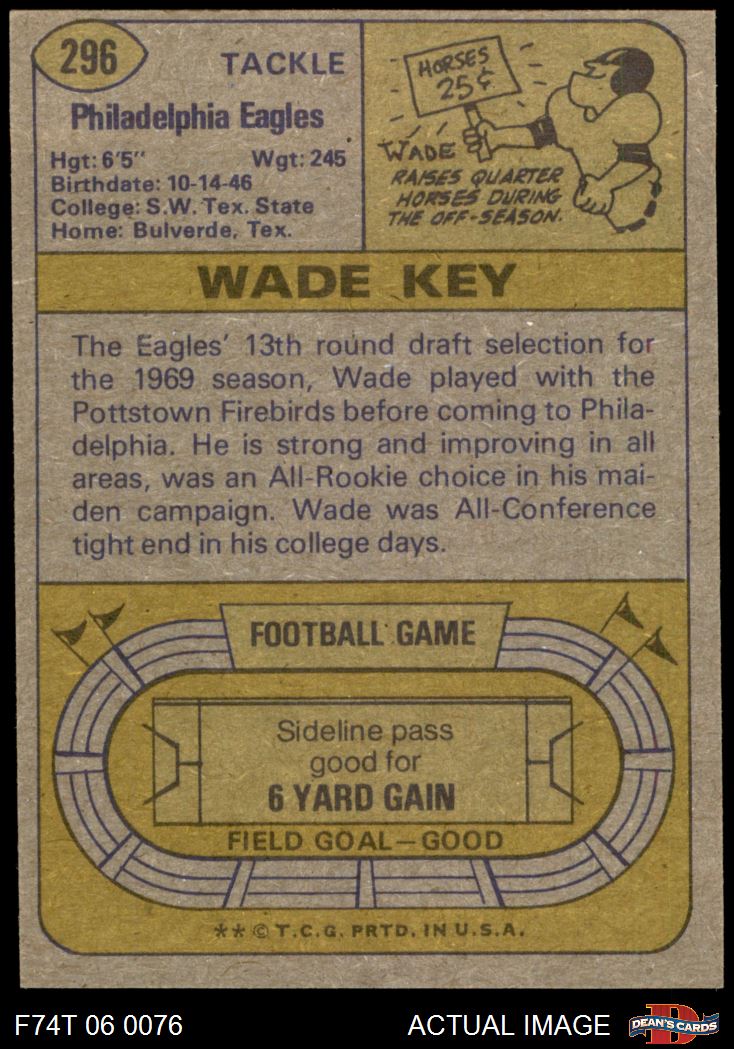 296
TACKLE
Philadelphia Eagles
Hgt: 6'5" Wgt: 245
Birthdate: 10-14-46
College: S.W. Tex. State
Home: Bulverde, Tex.
HORSES
25¢
WADE
RAISES QUARTER
HORSES DURING
THE OFF-SEASON.
WADE KEY
The Eagles' 13th round draft selection for
the 1969 season, Wade played with the
Pottstown Firebirds before coming to Phila-
delphia. He is strong and improving in all
areas, was an All-Rookie choice in his mai-
den campaign. Wade was All-Conference
tight end in his college days.
FOOTBALL GAME
Sideline pass
good for
6 YARD GAIN
FIELD GOAL—GOOD
**© T.C.G. PRTD. IN U.S.A.
F74T 06 0076
ACTUAL IMAGE
D
DEAN'S CARDS